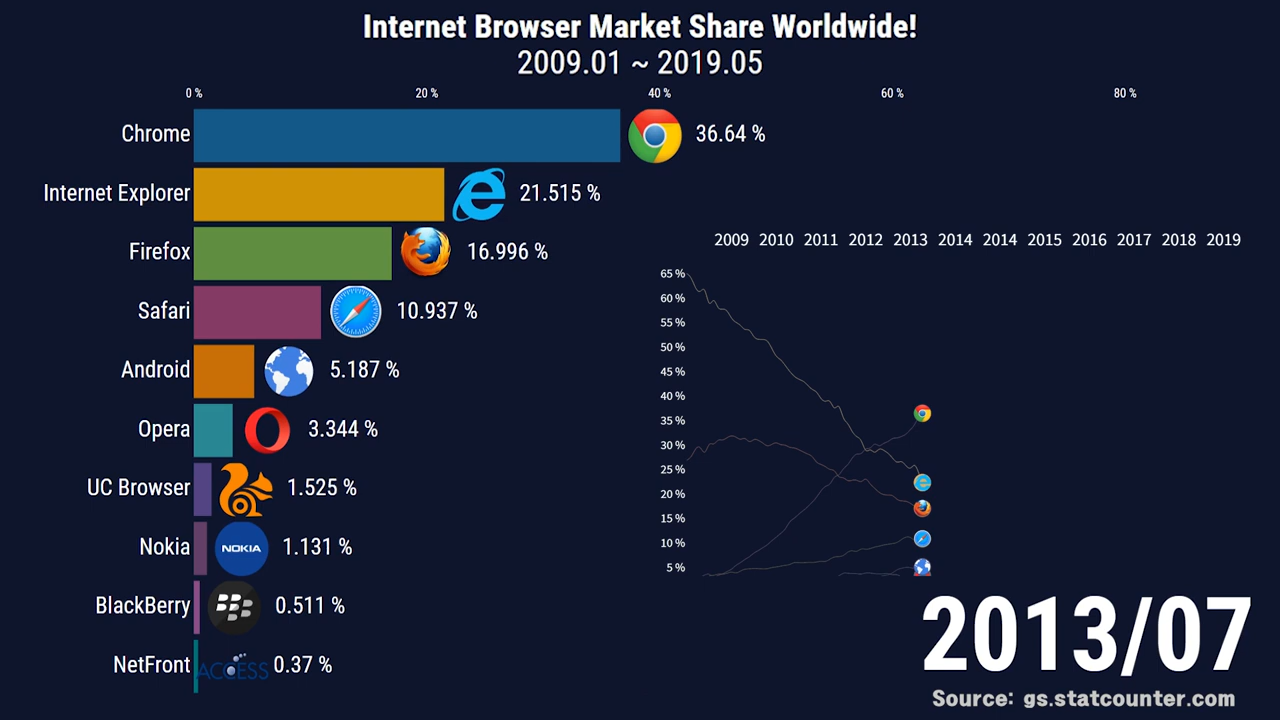 Internet Browser Market Share Worldwide!
2009.01 ~ 2019.05
0 % 20 % 40 % 60 % 80 %
Chrome 36.64 %
Internet Explorer 21.515 %
Firefox 16.996 %
Safari 10.937 %
Android 5.187 %
Opera 3.344 %
UC Browser 1.525 %
Nokia NOKIA 1.131 %
BlackBerry 0.511 %
NetFront ACCESS 0.37 %
2009 2010 2011 2012 2013 2014 2014 2015 2016 2017 2018 2019
65 %
60 %
55 %
50 %
45 %
40 %
35 %
30 %
25 %
20 %
15 %
10 %
5 %
2013/07
Source: gs.statcounter.com